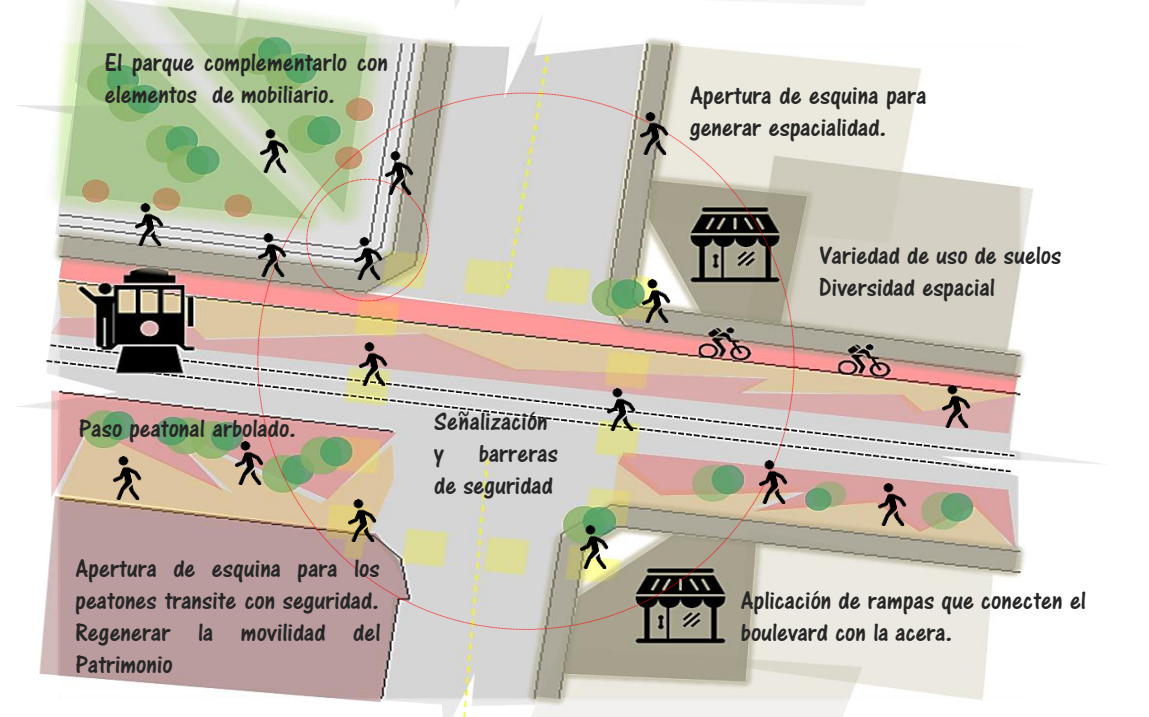 El parque complementarlo con
elementos de mobiliario.
Apertura de esquina para
generar espacialidad.
Variedad de uso de suelos
Diversidad espacial
Paso peatonal arbolado.
Señalización
y barreras
de seguridad
Apertura de esquina para los
peatones transite con seguridad.
Regenerar la movilidad del
Patrimonio
Aplicación de rampas que conecten el
boulevard con la acera.